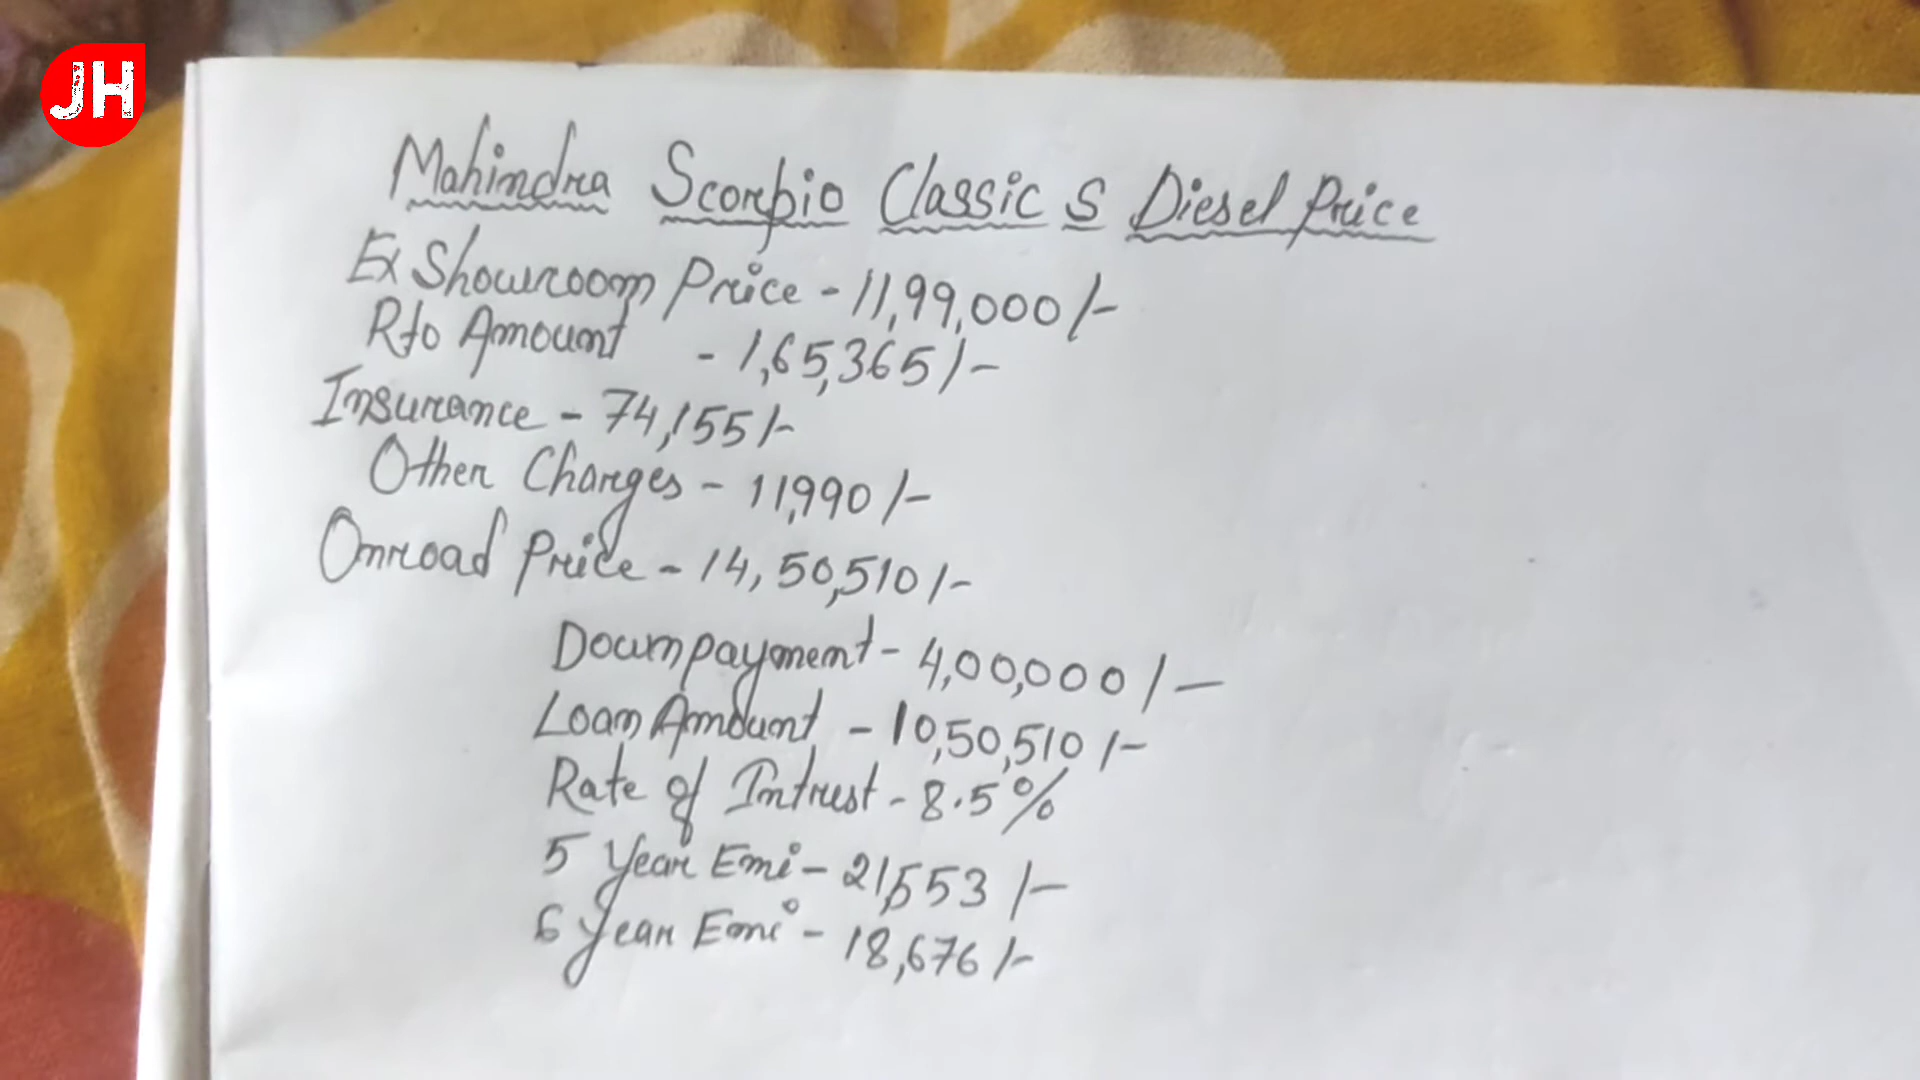 JH
Mahindra Scorpio Classic S Diesel Price
Ex Showroom Price - 11,99,000/-
Rto Amount - 1,65,365/-
Insurance - 74,155/-
Other Charges - 11,990/-
Onroad Price - 14,50,510/-
Downpayment - 4,00,000/-
Loan Amount - 10,50,510/-
Rate of Intrest - 8.5%
5 Year Emi - 21,553/-
6 Year Emi - 18,676/-